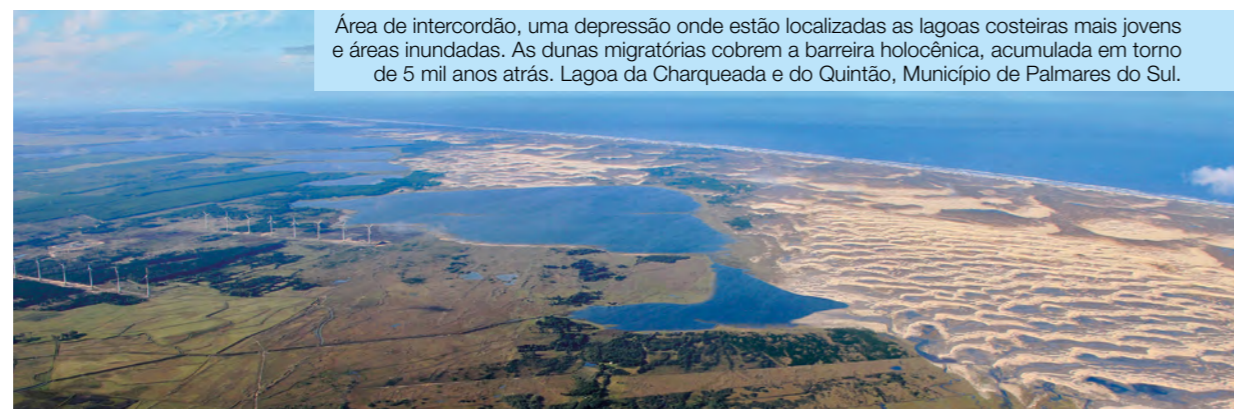 Área de intercordão, uma depressão onde estão localizadas as lagoas costeiras mais jovens
e áreas inundadas. As dunas migratórias cobrem a barreira holocênica, acumulada em torno
de 5 mil anos atrás. Lagoa da Charqueada e do Quintão, Município de Palmares do Sul.